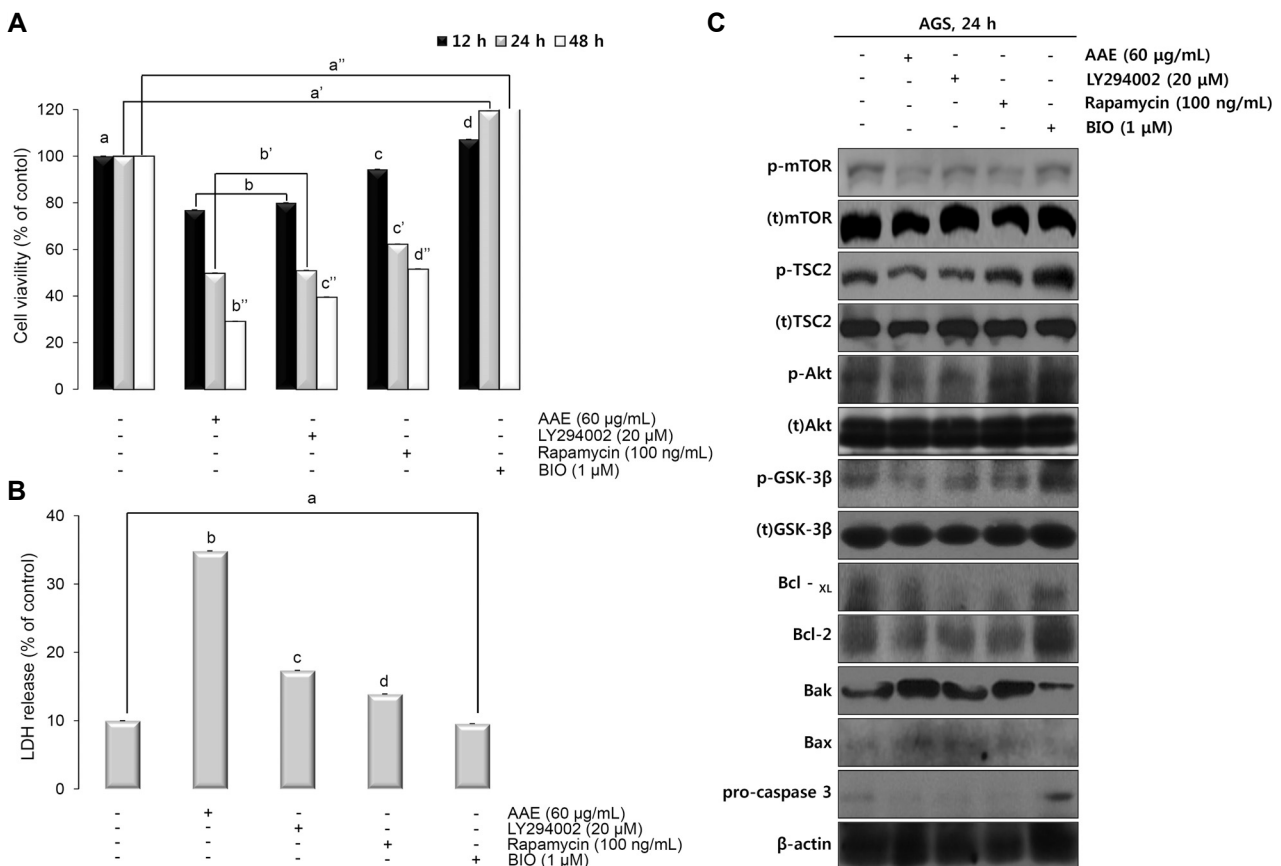 A
■ 12 h ■ 24 h □ 48 h
a’’
a’
Cell viavility (% of contol)
120
100
80
60
40
20
0
a
b’
b
b’’
c’’
c
c’
d’’
d
- + - - - AAE (60 µg/mL)
- - + - - LY294002 (20 µM)
- - - + - Rapamycin (100 ng/mL)
- - - - + BIO (1 µM)
B
LDH release (% of control)
40
30
20
10
0
a
b
c
d
- + - - - AAE (60 µg/mL)
- - + - - LY294002 (20 µM)
- - - + - Rapamycin (100 ng/mL)
- - - - + BIO (1 µM)
C
AGS, 24 h
- + - - - AAE (60 µg/mL)
- - + - - LY294002 (20 µM)
- - - + - Rapamycin (100 ng/mL)
- - - - + BIO (1 µM)
p-mTOR
(t)mTOR
p-TSC2
(t)TSC2
p-Akt
(t)Akt
p-GSK-3β
(t)GSK-3β
Bcl - XL
Bcl-2
Bak
Bax
pro-caspase 3
β-actin